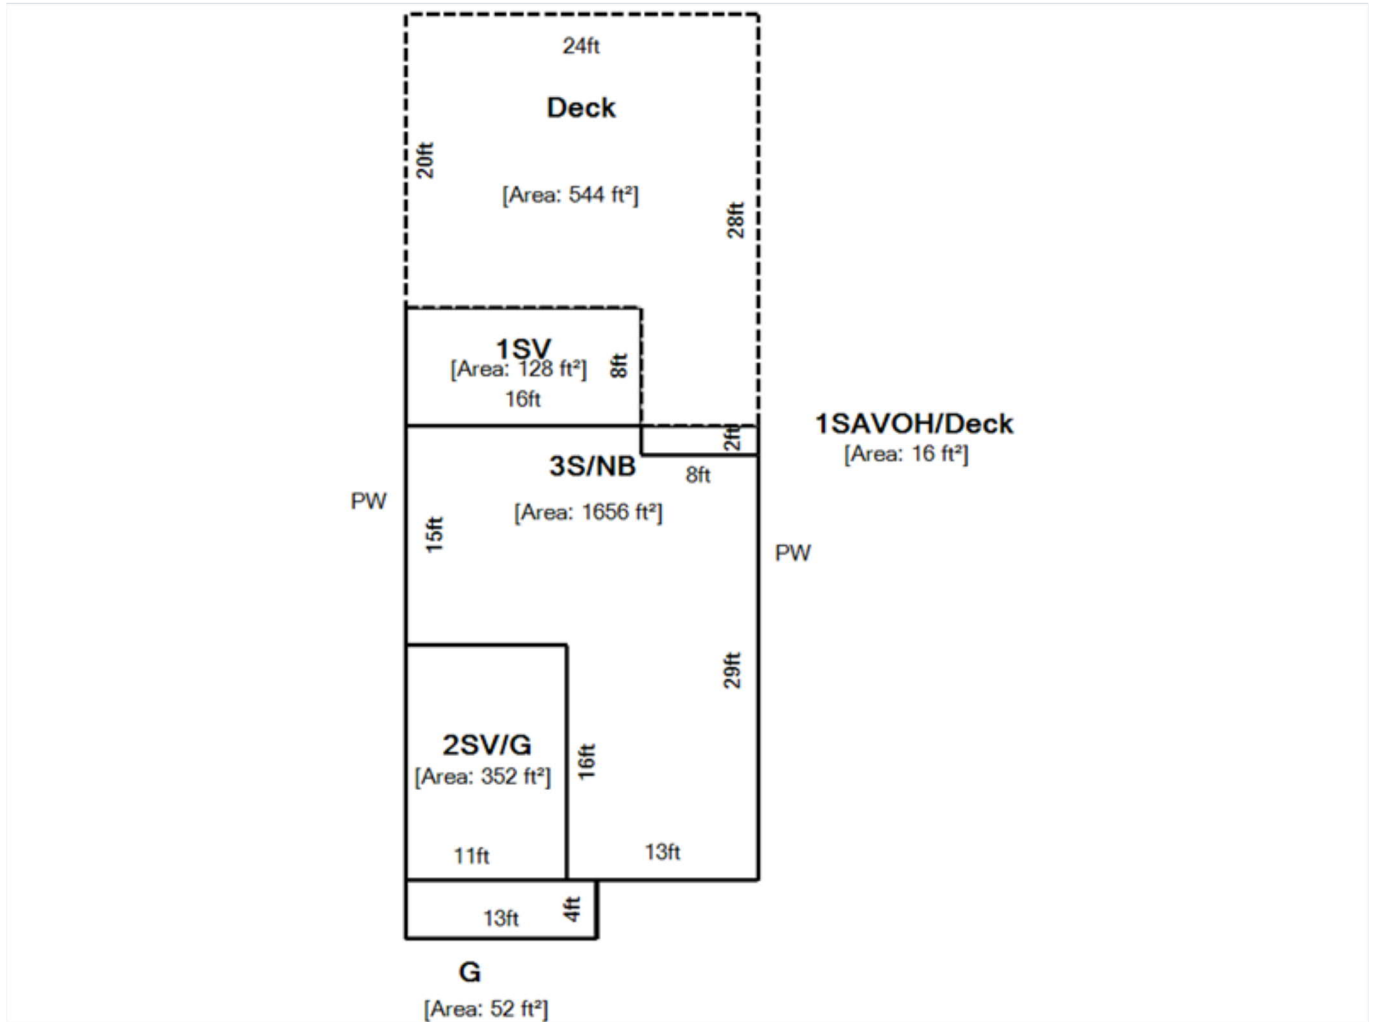 24ft
Deck
20ft
[Area: 544 ft²]
28ft
1SV
[Area: 128 ft²]
8ft
16ft
1SAVOH/Deck
[Area: 16 ft²]
2ft
3S/NB
8ft
PW
[Area: 1656 ft²]
15ft
PW
29ft
2SV/G
[Area: 352 ft²]
16ft
11ft
13ft
13ft
4ft
G
[Area: 52 ft²]